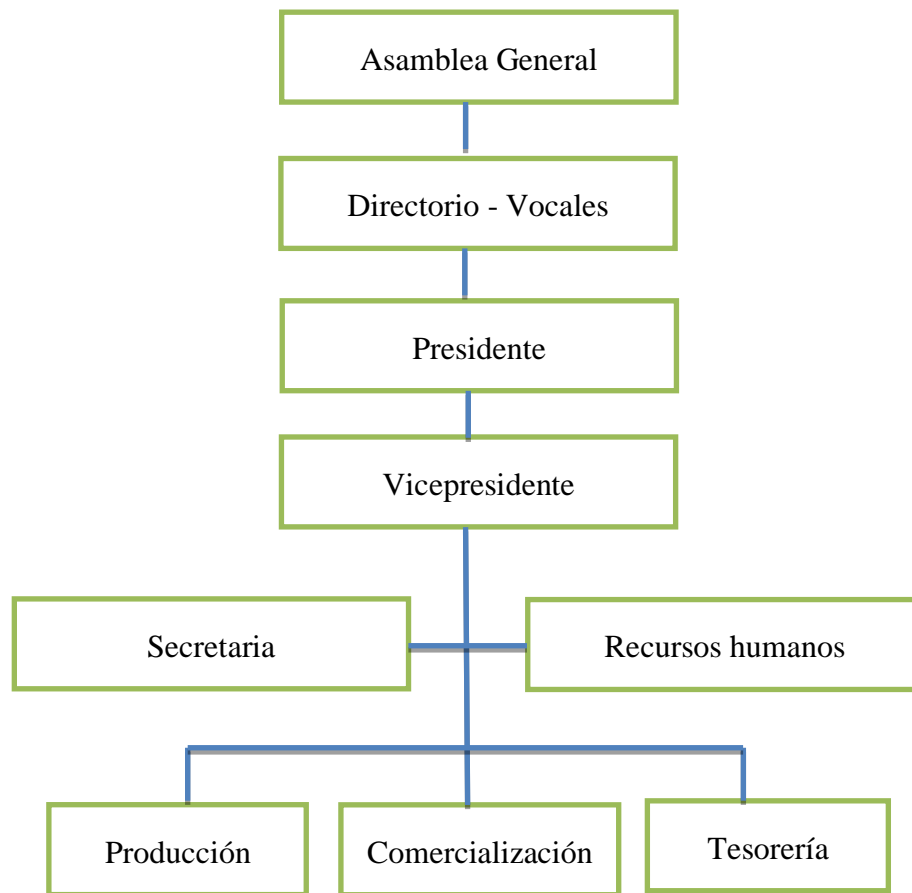 Asamblea General
Directorio - Vocales
Presidente
Vicepresidente
Secretaria
Recursos humanos
Producción
Comercialización
Tesorería